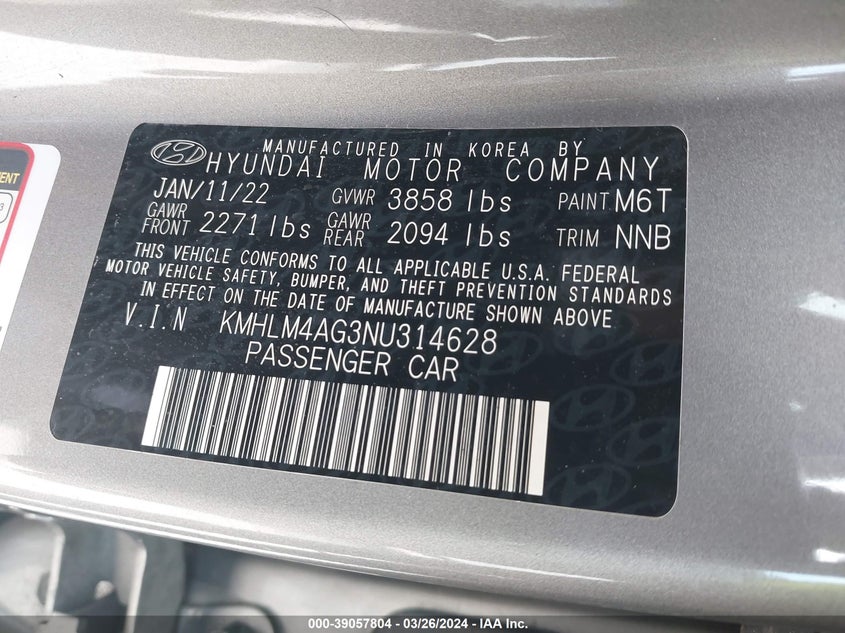 MANUFACTURED IN KOREA BY
HYUNDAI MOTOR COMPANY
JAN/11/22 GVWR 3858 lbs PAINT M6T
GAWR FRONT 2271 lbs GAWR REAR 2094 lbs TRIM NNB
THIS VEHICLE CONFORMS TO ALL APPLICABLE U.S.A. FEDERAL
MOTOR VEHICLE SAFETY, BUMPER, AND THEFT PREVENTION STANDARDS
IN EFFECT ON THE DATE OF MANUFACTURE SHOWN ABOVE
V.I.N KMHLM4AG3NU314628
PASSENGER CAR
000-39057804 - 03/26/2024 - IAA Inc.